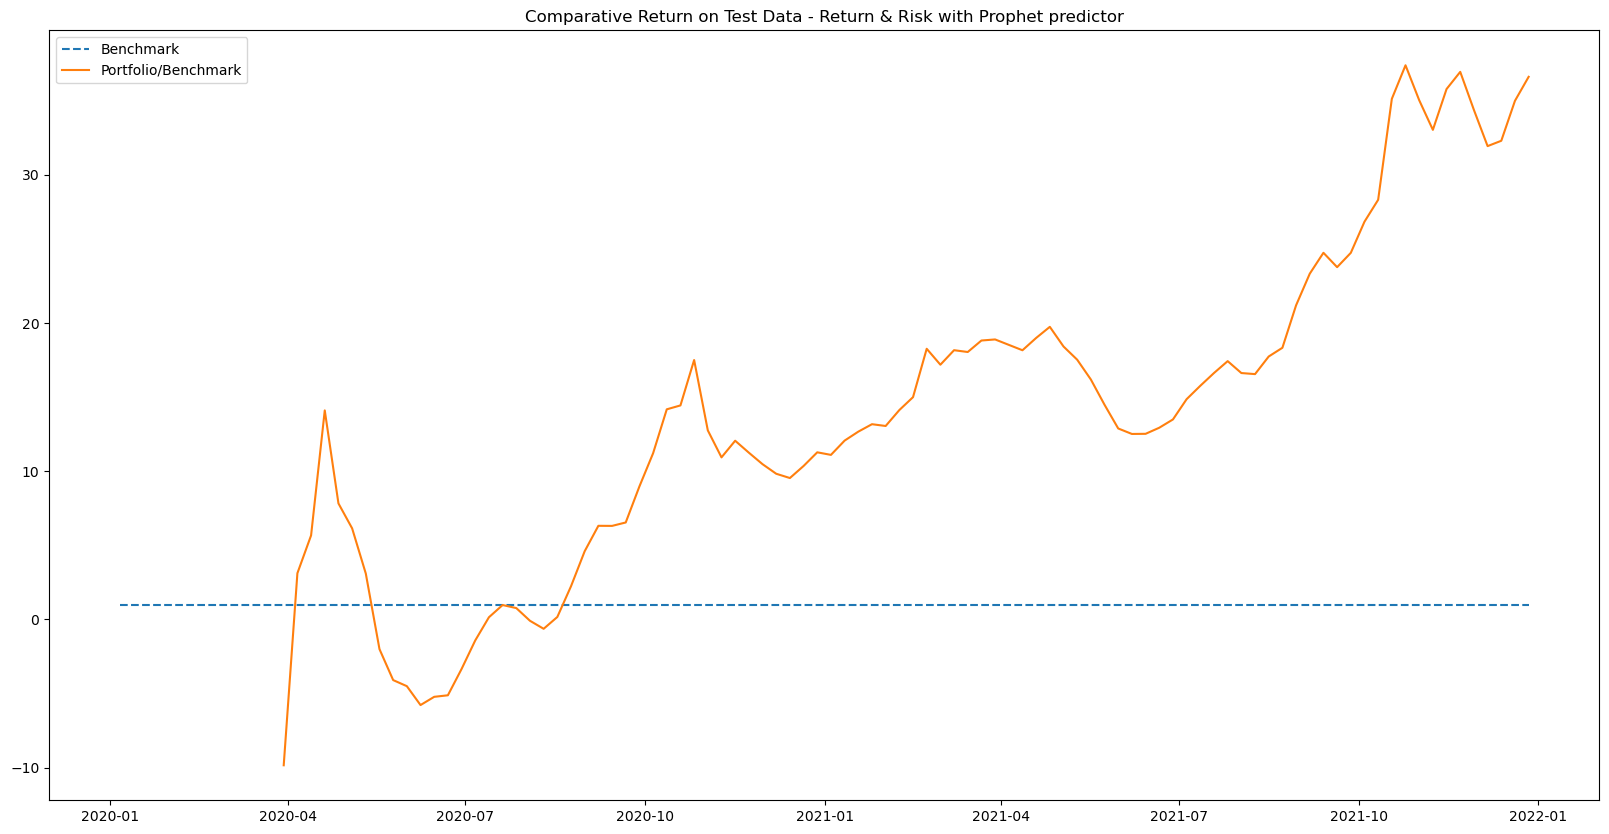 Comparative Return on Test Data - Return & Risk with Prophet predictor
Benchmark
Portfolio/Benchmark
30
20
10
0
−10
2020-01 2020-04 2020-07 2020-10 2021-01 2021-04 2021-07 2021-10 2022-01